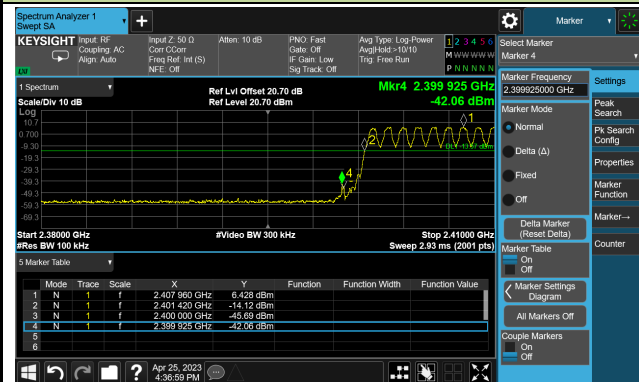 Spectrum Analyzer 1
Swept SA
Marker
KEYSIGHT
Input: RF
Coupling: AC
Align: Auto
Input Z: 50 Ω
Corr CCorr
Freq Ref: Int (S)
NFE: Off
Atten: 10 dB
PNO: Fast
Gate: Off
IF Gain: Low
Sig Track: Off
Avg Type: Log-Power
Avg|Hold:>10/10
Trig: Free Run
1 2 3 4 5 6
M W W W W W
P N N N N N
Select Marker
Marker 4
1 Spectrum
Scale/Div 10 dB
Log
Ref Lvl Offset 20.70 dB
Ref Level 20.70 dBm
Mkr4 2.399 925 GHz
-42.06 dBm
10.7
0.700
-9.30
-19.3
-29.3
-39.3
-49.3
-59.3
-69.3
1
2
4
Start 2.38000 GHz
#Res BW 100 kHz
#Video BW 300 kHz
Stop 2.41000 GHz
Sweep 2.93 ms (2001 pts)
5 Marker Table
Mode Trace Scale X Y Function Function Width Function Value
1 N 1 f 2.407 960 GHz 6.428 dBm
2 N 1 f 2.401 420 GHz -14.12 dBm
3 N 1 f 2.400 000 GHz -45.69 dBm
4 N 1 f 2.399 925 GHz -42.06 dBm
5
6
Marker Frequency
2.399925000 GHz
Marker Mode
Normal
Delta (Δ)
Fixed
Off
Delta Marker
(Reset Delta)
Marker Table
On
Off
Marker Settings
Diagram
All Markers Off
Couple Markers
On
Off
Settings
Peak
Search
Pk Search
Config
Properties
Marker
Function
Marker→
Counter
Apr 25, 2023
4:36:59 PM